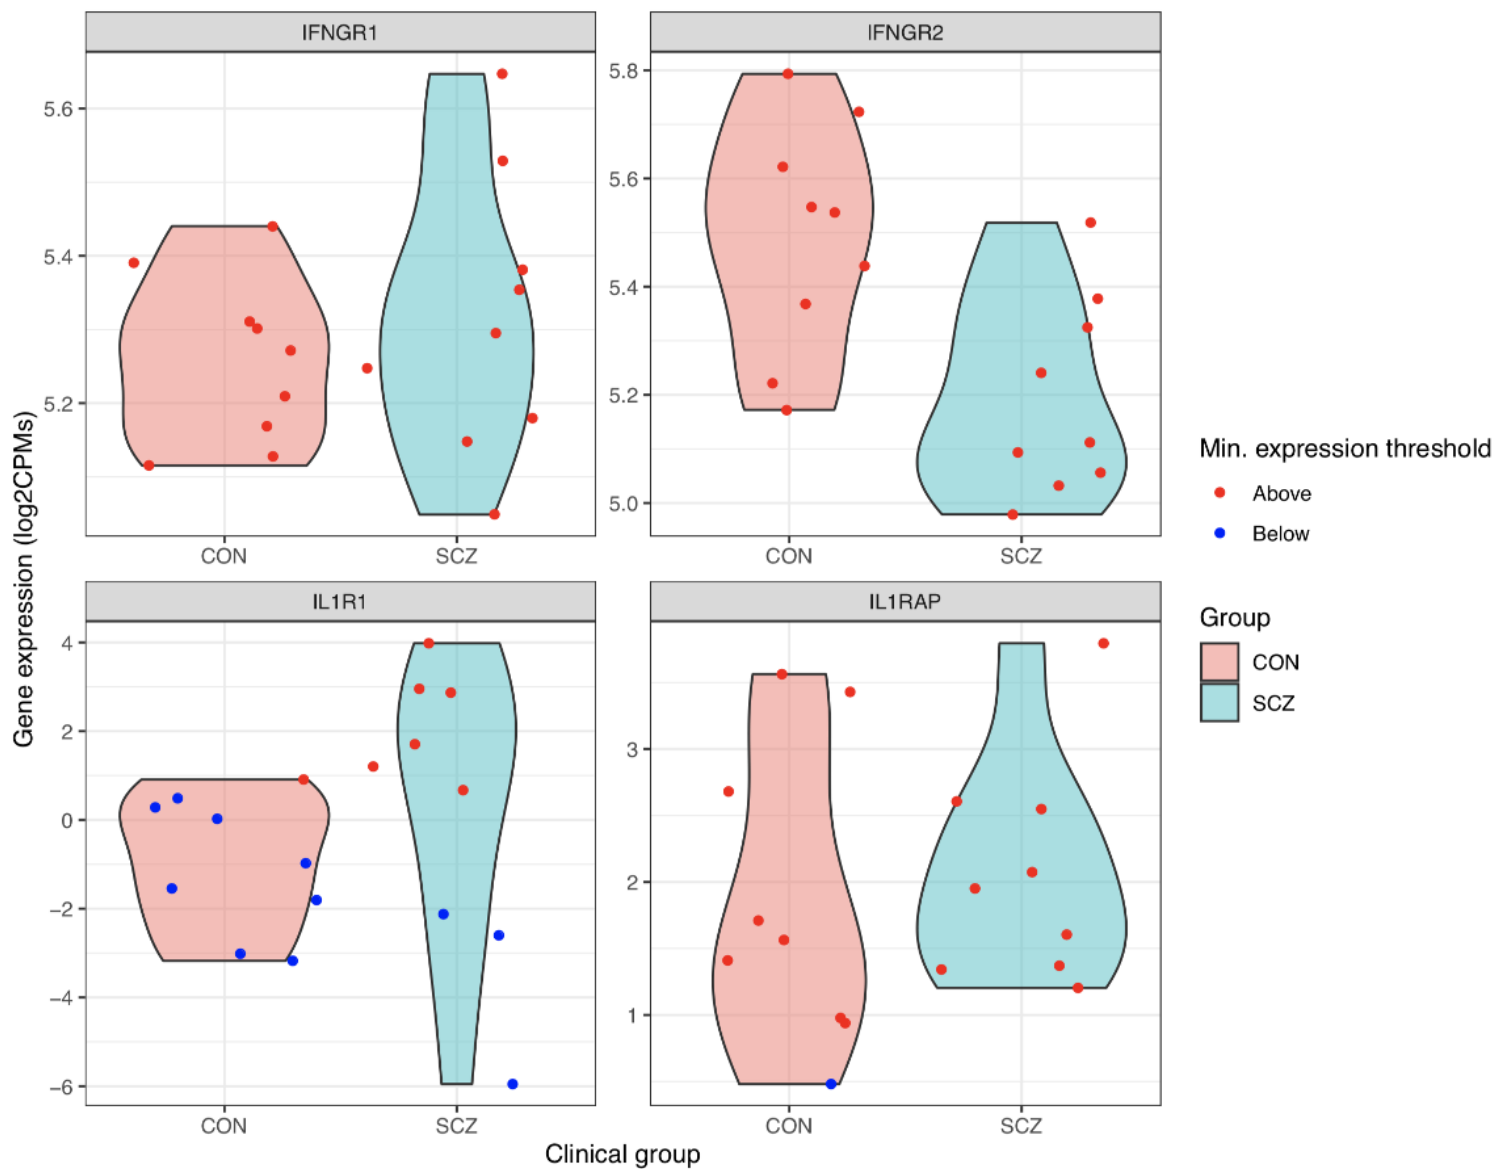 IFNGR1
IFNGR2
5.6
5.4
5.2
5.8
5.6
5.4
5.2
5.0
CON
SCZ
CON
SCZ
Gene expression (log2CPMs)
IL1R1
IL1RAP
4
2
0
−2
−4
−6
3
2
1
CON
SCZ
CON
SCZ
Clinical group
Min. expression threshold
Above
Below
Group
CON
SCZ